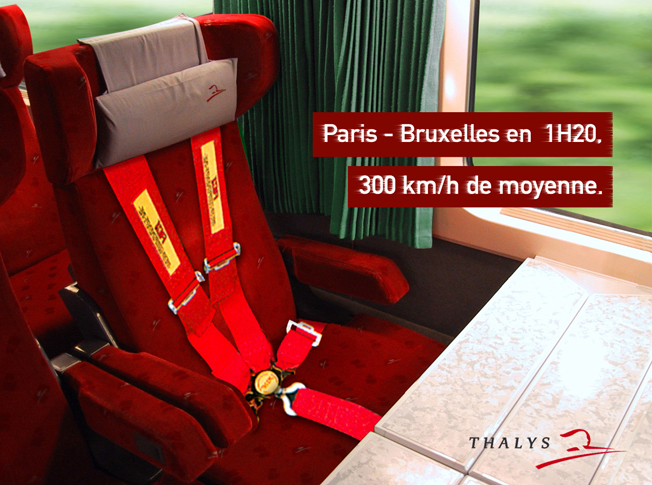 Paris - Bruxelles en 1H20,
300 km/h de moyenne.
THALYS